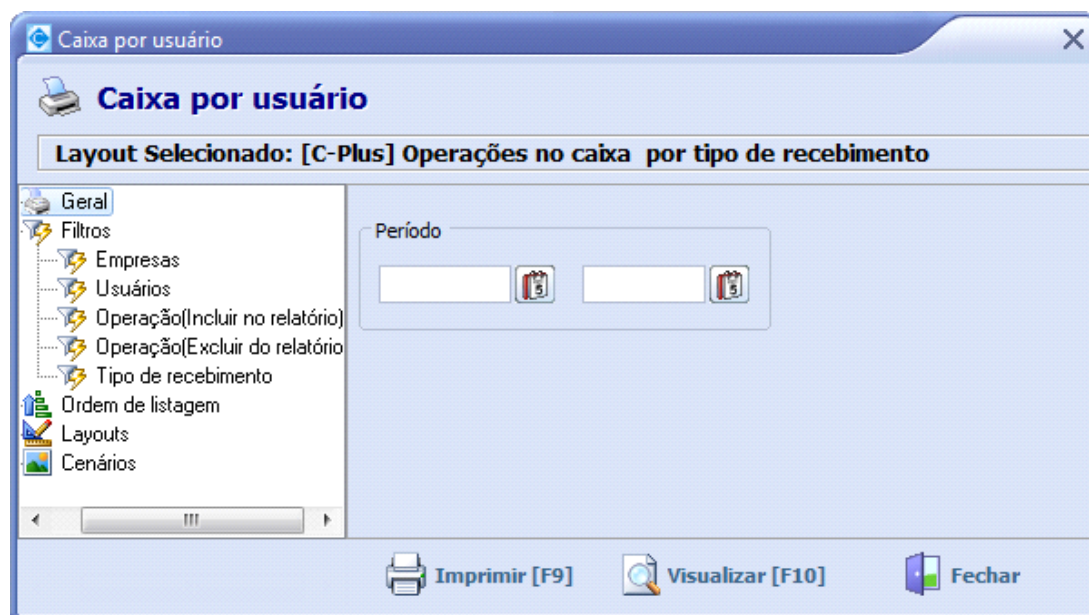 Caixa por usuário
Caixa por usuário
Layout Selecionado: [C-Plus] Operações no caixa por tipo de recebimento
Geral
Filtros
Empresas
Usuários
Operação(Incluir no relatório)
Operação(Excluir do relatório
Tipo de recebimento
Ordem de listagem
Layouts
Cenários
Período
5 5
Imprimir [F9] Visualizar [F10] Fechar